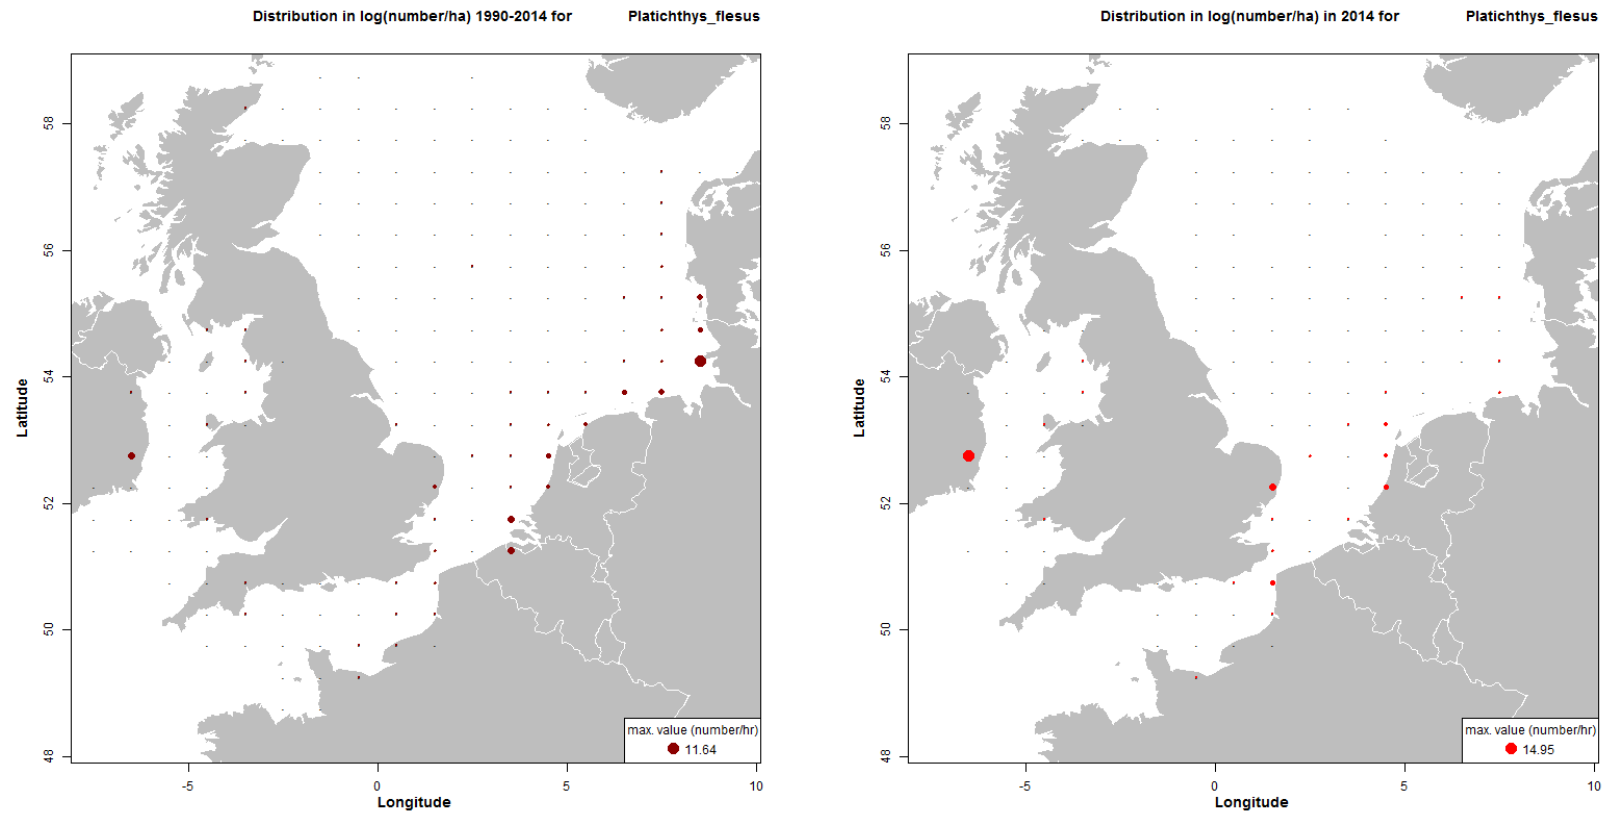 Distribution in log(number/ha) 1990-2014 for Platichthys_flesus
58
56
54
52
50
48
Latitude
-5
0
5
10
Longitude
max. value (number/hr)
11.64
Distribution in log(number/ha) in 2014 for Platichthys_flesus
58
56
54
52
50
48
Latitude
-5
0
5
10
Longitude
max. value (number/hr)
14.95